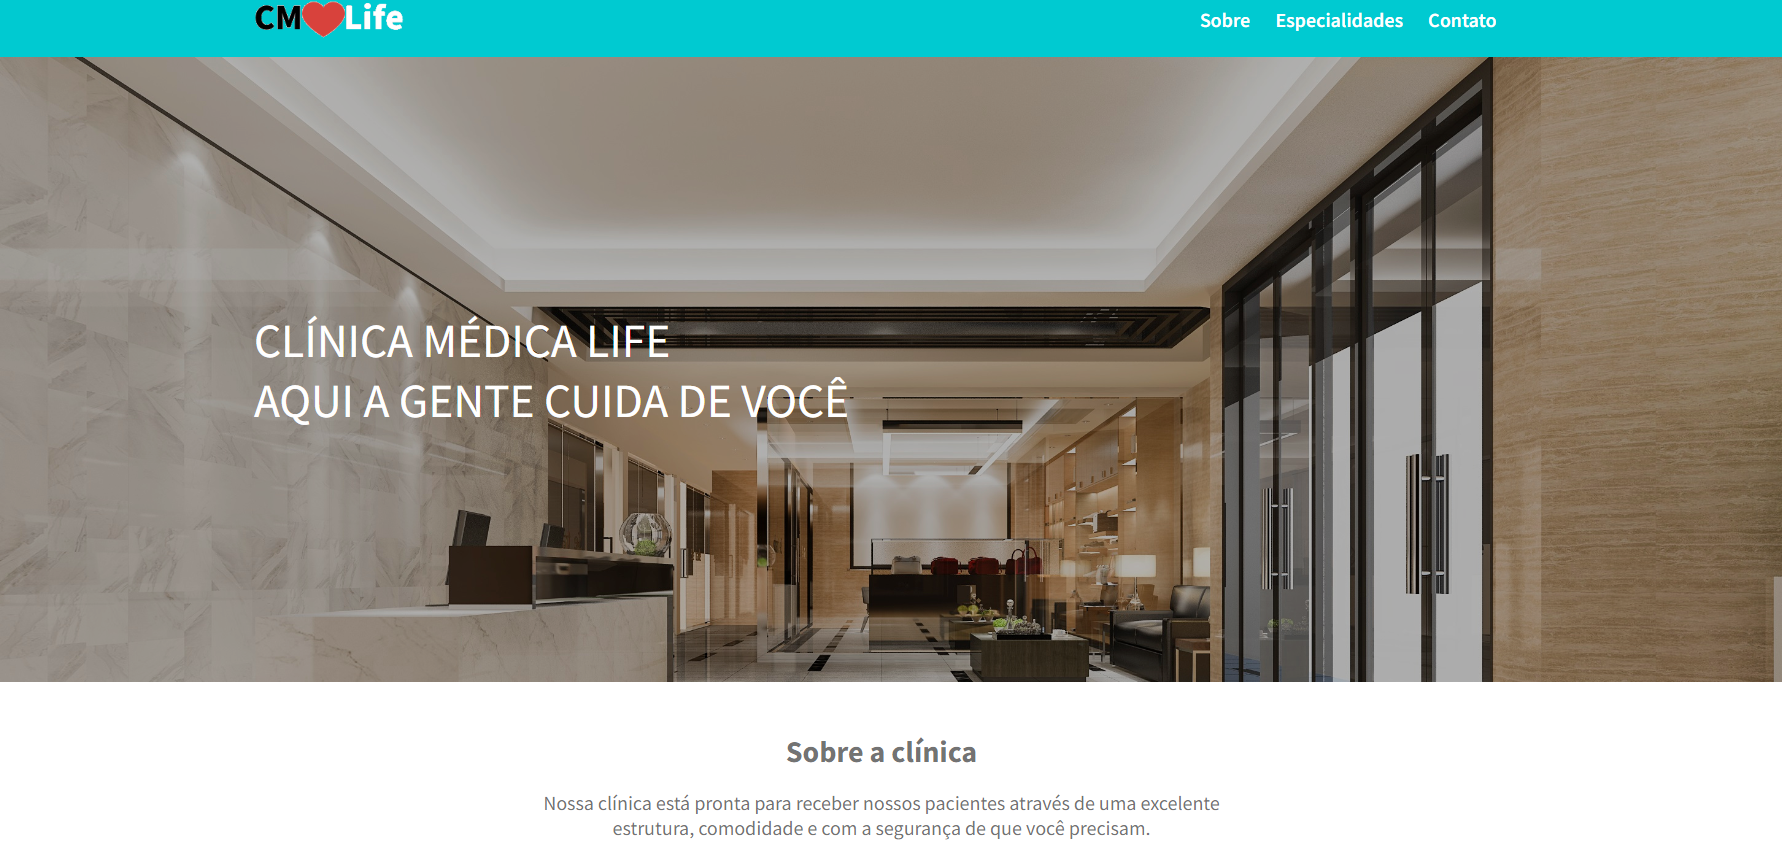 CM Life
Sobre Especialidades Contato
CLÍNICA MÉDICA LIFE
AQUI A GENTE CUIDA DE VOCÊ
Sobre a clínica
Nossa clínica está pronta para receber nossos pacientes através de uma excelente
estrutura, comodidade e com a segurança de que você precisam.